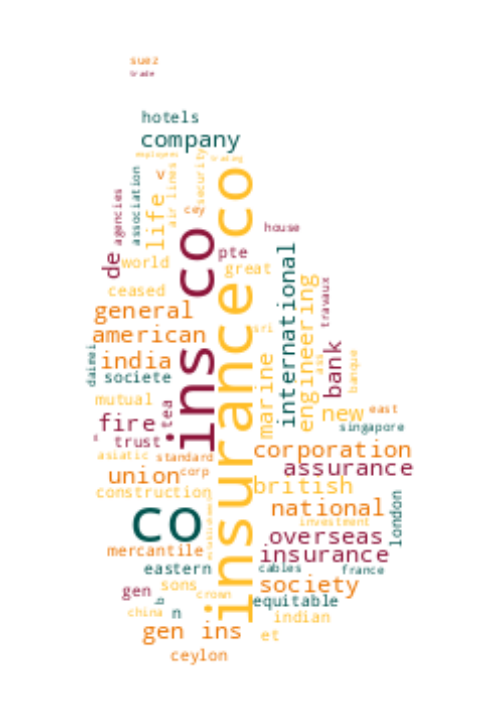 suez
trade
hotels
company
employees
trading
security
air lines
v
association
life
cey
agencies
co
house
ins co
insurance co
pte
de
world
great
international
ceased
engineering
travaux
general
american
sri
india
daimei
societe
marine
ass
bank
banque
mutual
tea
new
east
fire
singapore
trust
asiatic
standard
corporation
assurance
union
corp
british
construction
national
london
co
investment
overseas
mercantile
insurance
eastern
cables
france
gen
sons
society
crown
b
equitable
china
n
indian
gen ins
et
ceylon